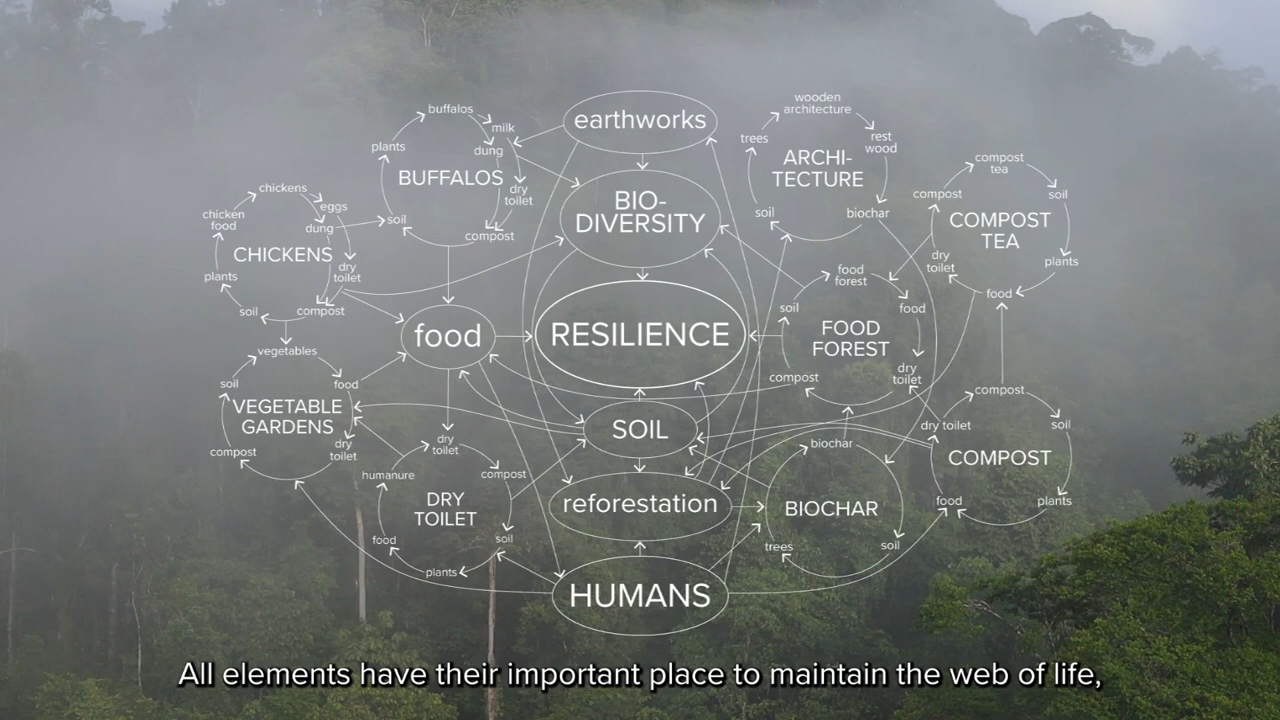 earthworks
BIO-
DIVERSITY
RESILIENCE
SOIL
reforestation
HUMANS
buffalos
milk
dung
dry
toilet
compost
soil
plants
BUFFALOS
chickens
eggs
dung
dry
toilet
compost
soil
plants
chicken
food
CHICKENS
food
vegetables
food
dry
toilet
compost
soil
VEGETABLE
GARDENS
dry
toilet
compost
soil
plants
food
humanure
DRY
TOILET
wooden
architecture
rest
wood
biochar
soil
trees
ARCHI-
TECTURE
compost
tea
soil
plants
food
dry
toilet
compost
COMPOST
TEA
food
forest
food
dry
toilet
compost
soil
FOOD
FOREST
compost
soil
plants
food
dry toilet
COMPOST
biochar
soil
trees
BIOCHAR
All elements have their important place to maintain the web of life,